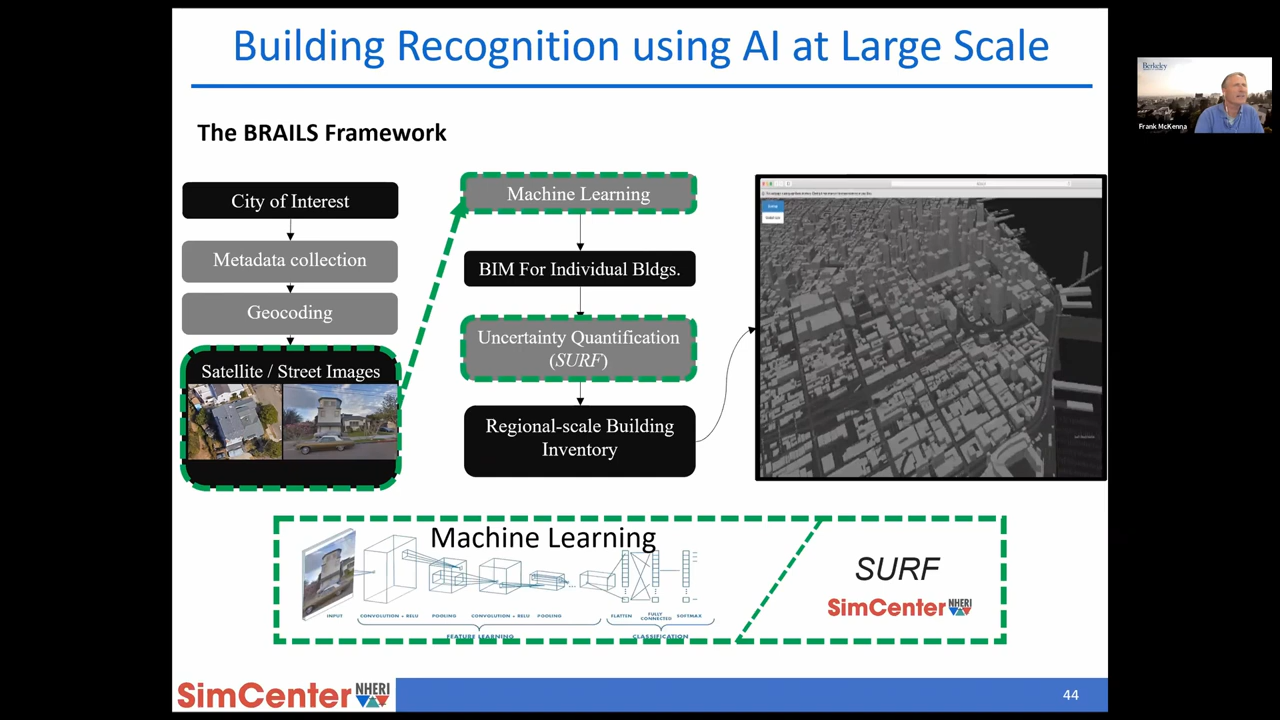 Building Recognition using AI at Large Scale
Berkeley
Frank McKenna
The BRAILS Framework
City of Interest
Metadata collection
Geocoding
Satellite / Street Images
Machine Learning
BIM For Individual Bldgs.
Uncertainty Quantification
(SURF)
Regional-scale Building
Inventory
Machine Learning
INPUT
CONVOLUTION + RELU
POOLING
CONVOLUTION + RELU
POOLING
FLATTEN
FULLY
CONNECTED
SOFTMAX
FEATURE LEARNING
CLASSIFICATION
SURF
SimCenter NHERI
SimCenter NHERI
44